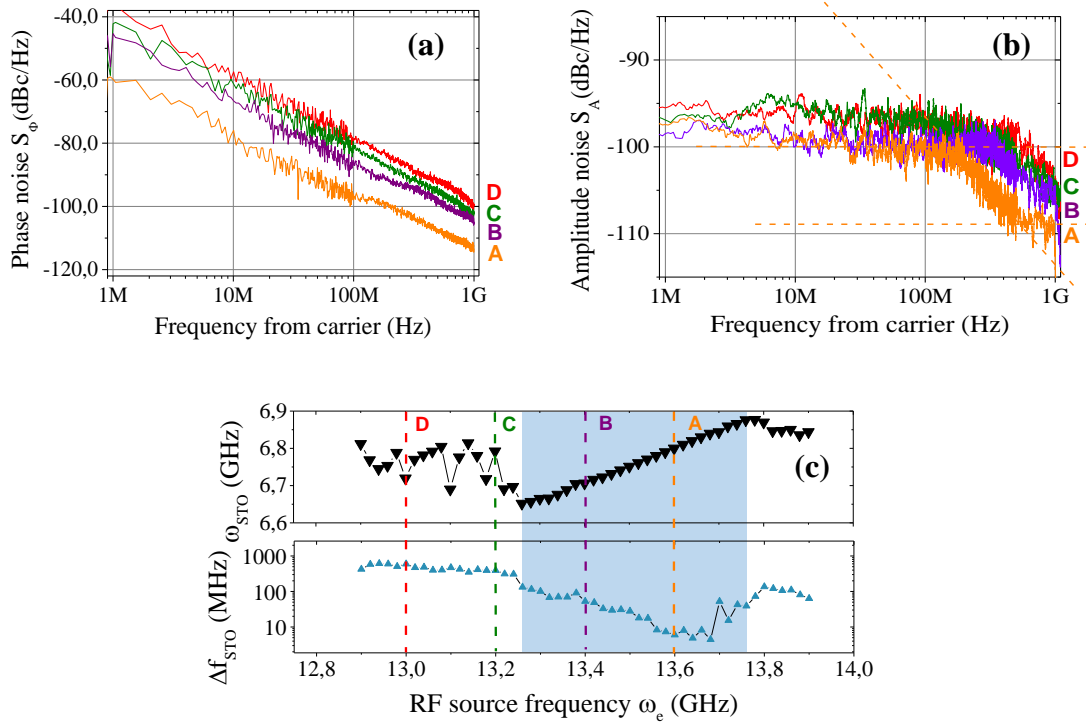 -40,0
-60,0
-80,0
-100,0
-120,0
Phase noise S_Φ (dBc/Hz)
(a)
D
C
B
A
1M 10M 100M 1G
Frequency from carrier (Hz)
-90
-100
-110
Amplitude noise S_A (dBc/Hz)
(b)
D
C
B
A
1M 10M 100M 1G
Frequency from carrier (Hz)
6,9
6,8
6,7
6,6
ω_STO (GHz)
D C B A
(c)
1000
100
10
Δf_STO (MHz)
12,8 13,0 13,2 13,4 13,6 13,8 14,0
RF source frequency ω_e (GHz)